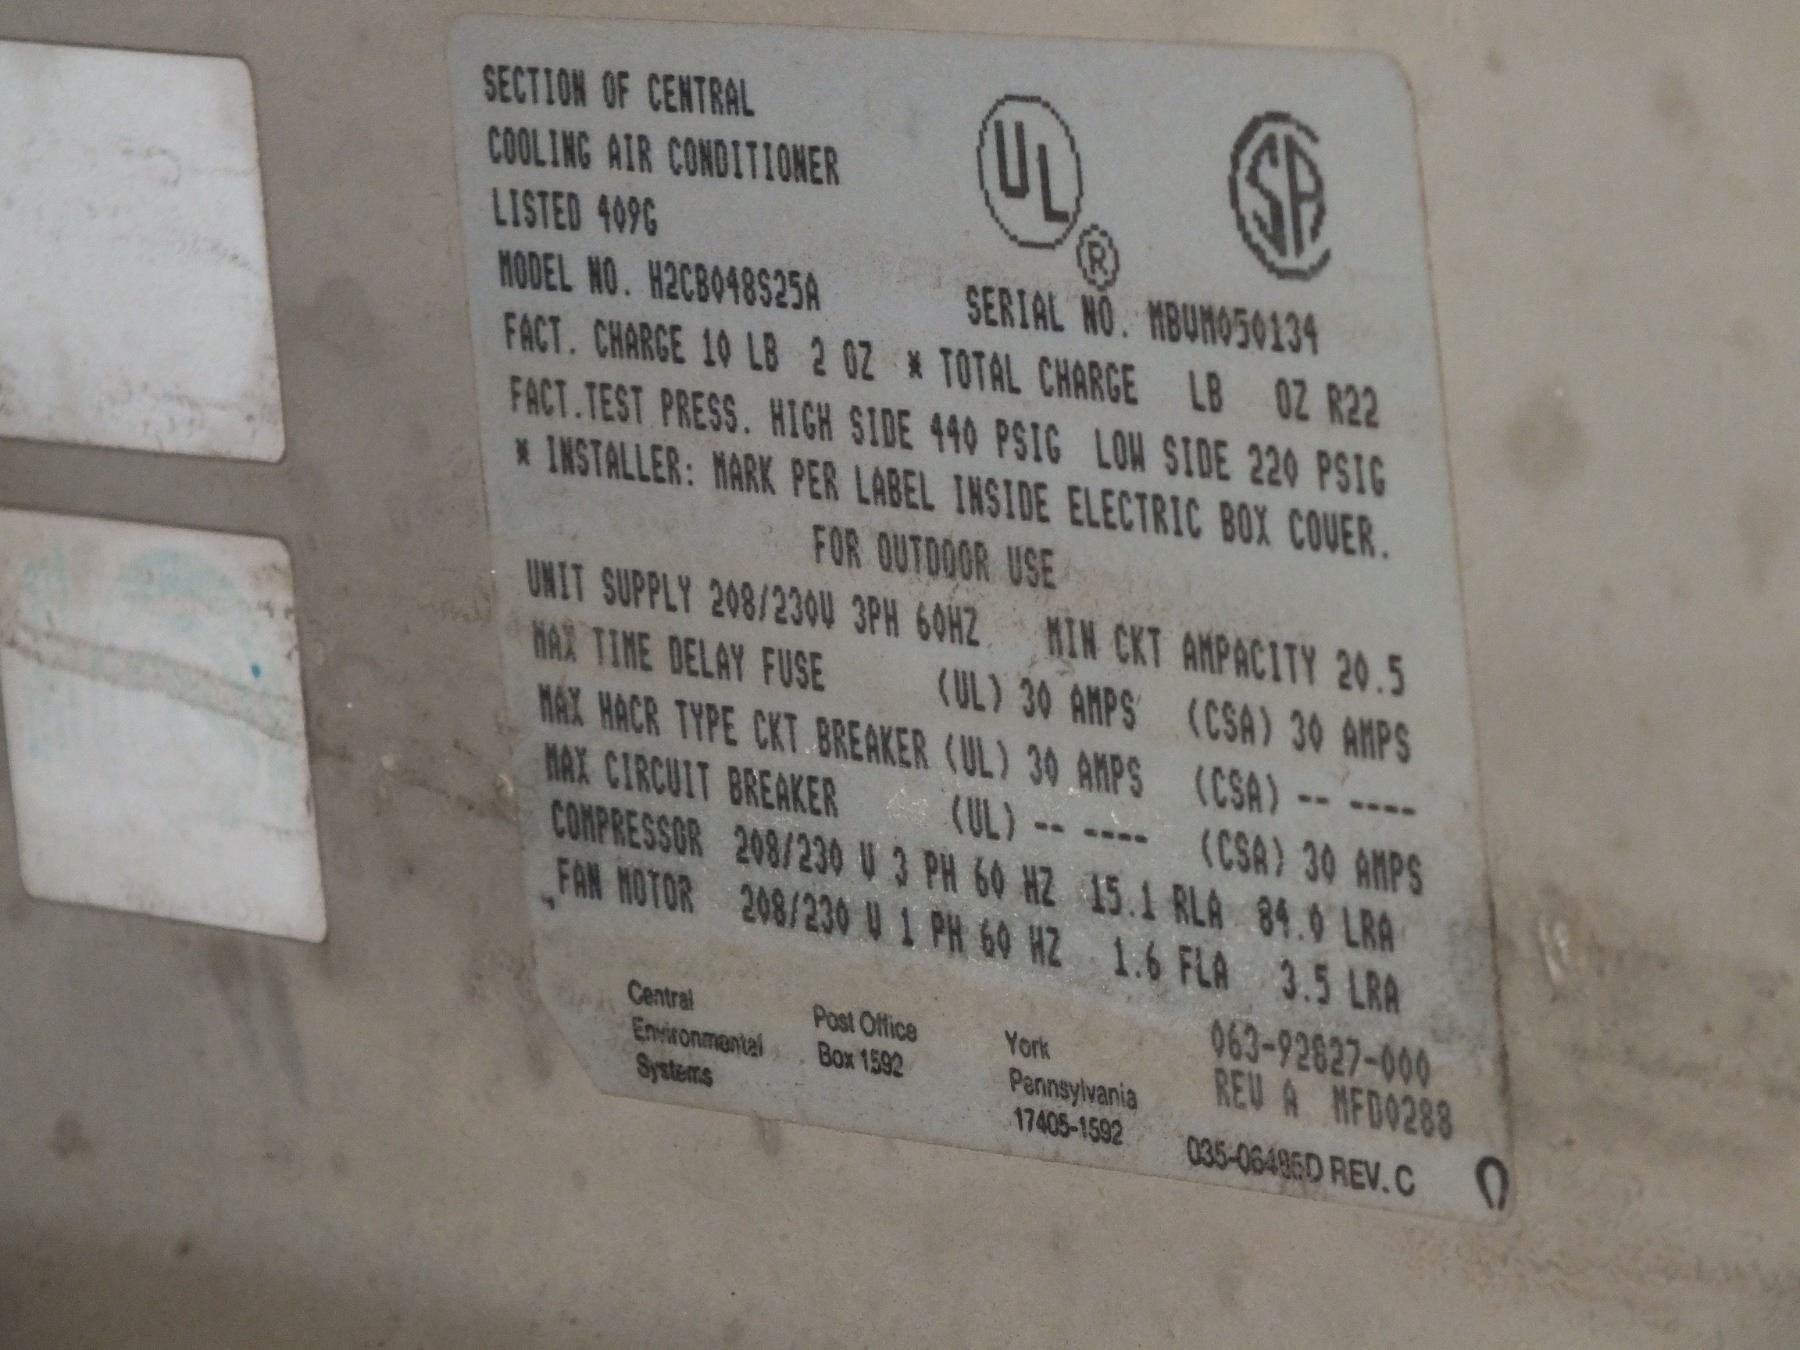 SECTION OF CENTRAL
COOLING AIR CONDITIONER
LISTED 409G
UL
®
SA
MODEL NO. H2CB048S25A SERIAL NO. MBVM050134
FACT. CHARGE 10 LB 2 OZ * TOTAL CHARGE LB OZ R22
FACT.TEST PRESS. HIGH SIDE 440 PSIG LOW SIDE 220 PSIG
* INSTALLER: MARK PER LABEL INSIDE ELECTRIC BOX COVER.
FOR OUTDOOR USE
UNIT SUPPLY 208/230V 3PH 60HZ MIN CKT AMPACITY 20.5
MAX TIME DELAY FUSE (UL) 30 AMPS (CSA) 30 AMPS
MAX HACR TYPE CKT BREAKER (UL) 30 AMPS (CSA) -- ----
MAX CIRCUIT BREAKER (UL) -- ---- (CSA) 30 AMPS
COMPRESSOR 208/230 V 3 PH 60 HZ 15.1 RLA 84.0 LRA
FAN MOTOR 208/230 V 1 PH 60 HZ 1.6 FLA 3.5 LRA
Central
Environmental
Systems
Post Office
Box 1592
York
Pennsylvania
17405-1592
063-92827-000
REV A MFD0288
035-06485D REV. C